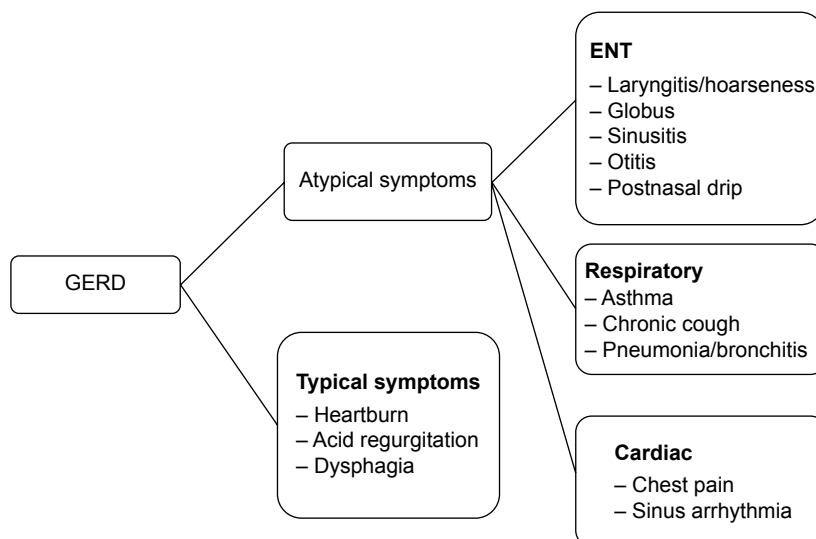 GERD
Atypical symptoms
Typical symptoms
– Heartburn
– Acid regurgitation
– Dysphagia
ENT
– Laryngitis/hoarseness
– Globus
– Sinusitis
– Otitis
– Postnasal drip
Respiratory
– Asthma
– Chronic cough
– Pneumonia/bronchitis
Cardiac
– Chest pain
– Sinus arrhythmia